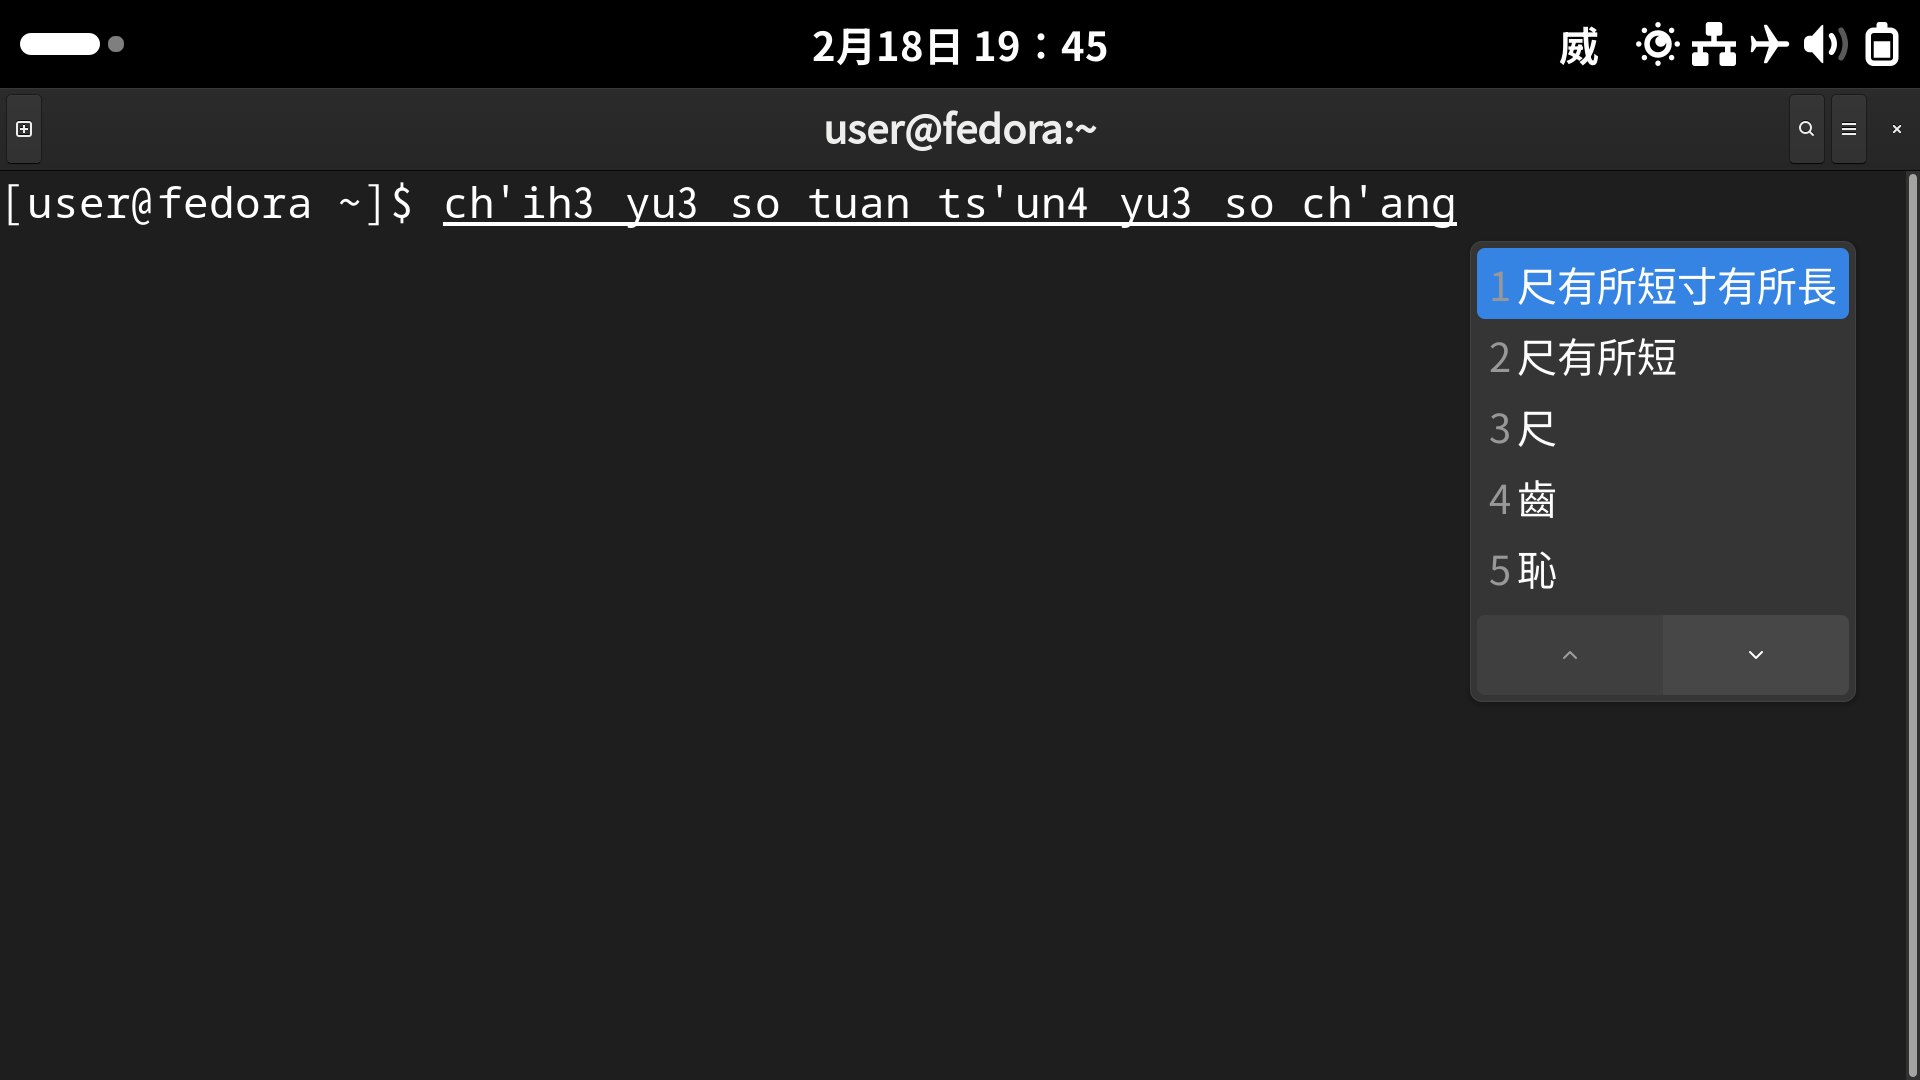 2月18日 19：45
威
user@fedora:~
[user@fedora ~]$ ch'ih3 yu3 so tuan ts'un4 yu3 so ch'ang
1 尺有所短寸有所長
2 尺有所短
3 尺
4 齒
5 恥